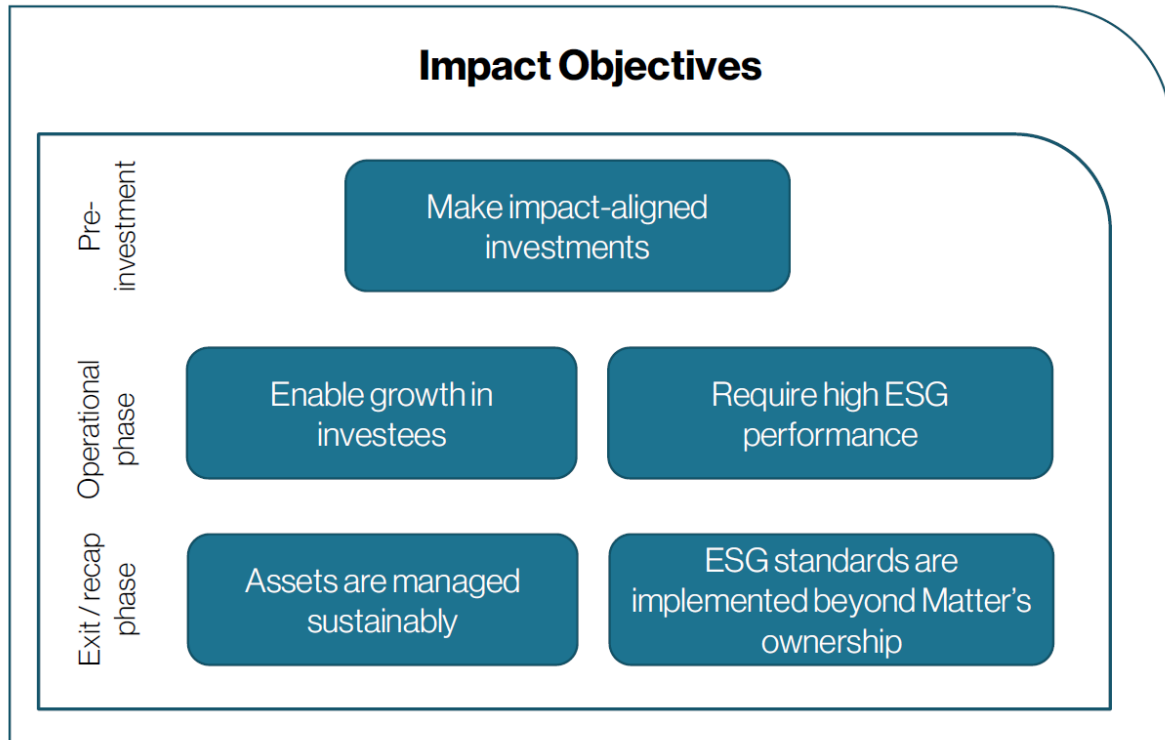 Impact Objectives
Pre-
investment
Make impact-aligned
investments
Operational
phase
Enable growth in
investees
Require high ESG
performance
Exit / recap
phase
Assets are managed
sustainably
ESG standards are
implemented beyond Matter's
ownership